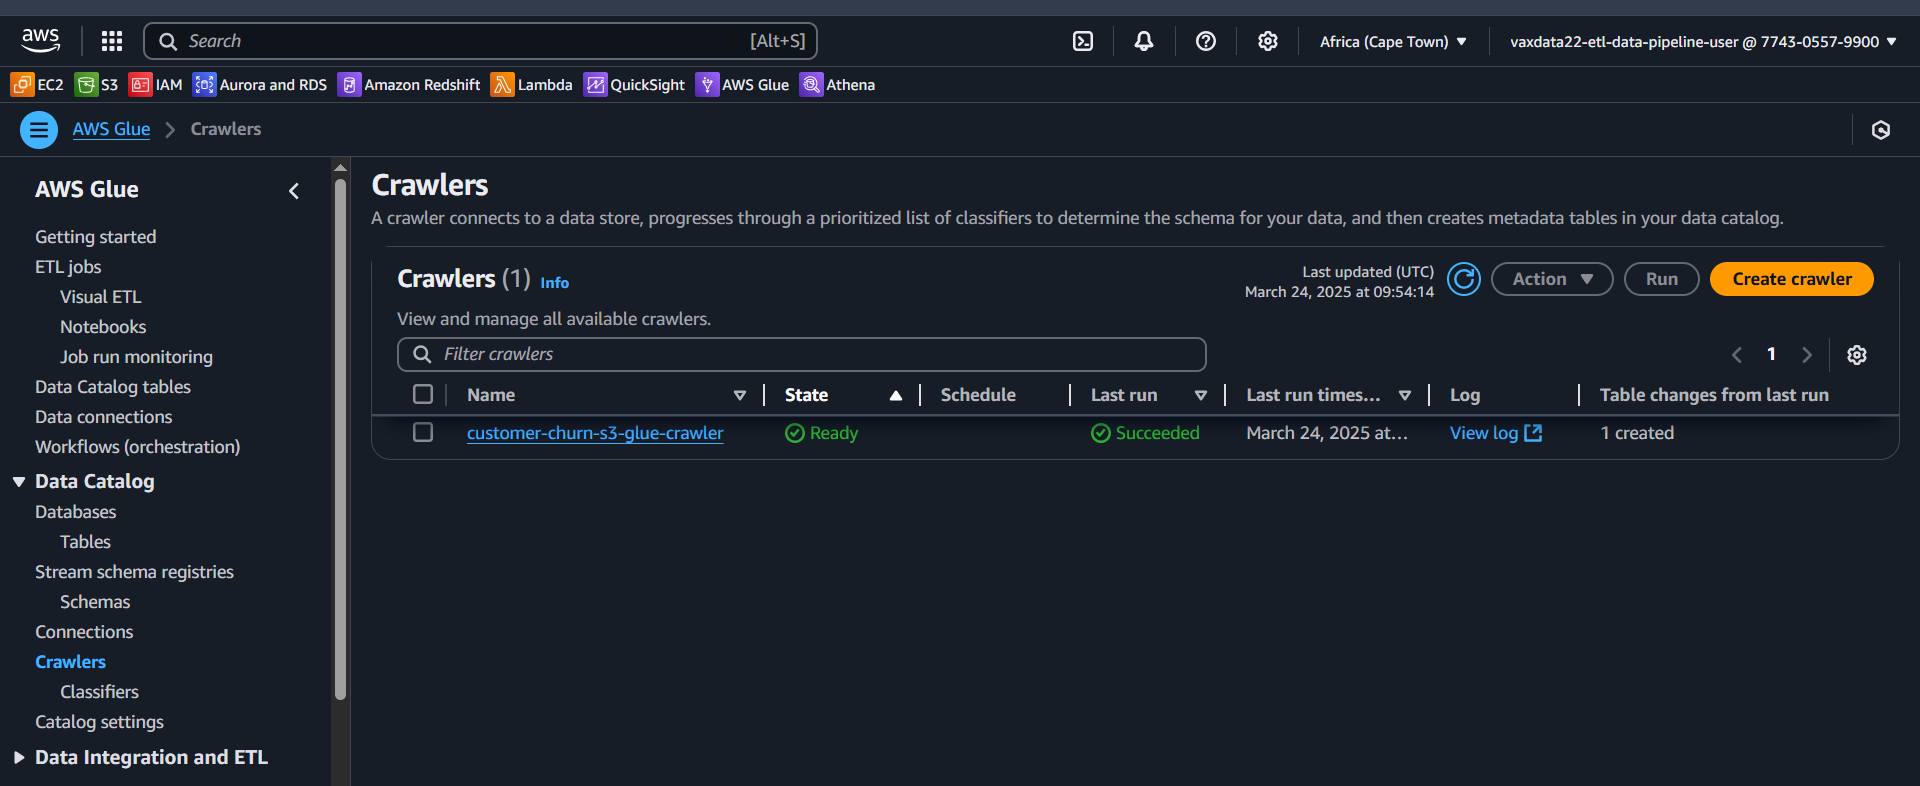 aws
Search [Alt+S]
Africa (Cape Town)
vaxdata22-etl-data-pipeline-user @ 7743-0557-9900
EC2 S3 IAM Aurora and RDS Amazon Redshift Lambda QuickSight AWS Glue Athena
AWS Glue Crawlers
AWS Glue
Getting started
ETL jobs
Visual ETL
Notebooks
Job run monitoring
Data Catalog tables
Data connections
Workflows (orchestration)
Data Catalog
Databases
Tables
Stream schema registries
Schemas
Connections
Crawlers
Classifiers
Catalog settings
Data Integration and ETL
Crawlers
A crawler connects to a data store, progresses through a prioritized list of classifiers to determine the schema for your data, and then creates metadata tables in your data catalog.
Crawlers (1) Info
Last updated (UTC)
March 24, 2025 at 09:54:14
Action Run Create crawler
View and manage all available crawlers.
Filter crawlers
1
Name State Schedule Last run Last run times... Log Table changes from last run
customer-churn-s3-glue-crawler Ready Succeeded March 24, 2025 at... View log 1 created